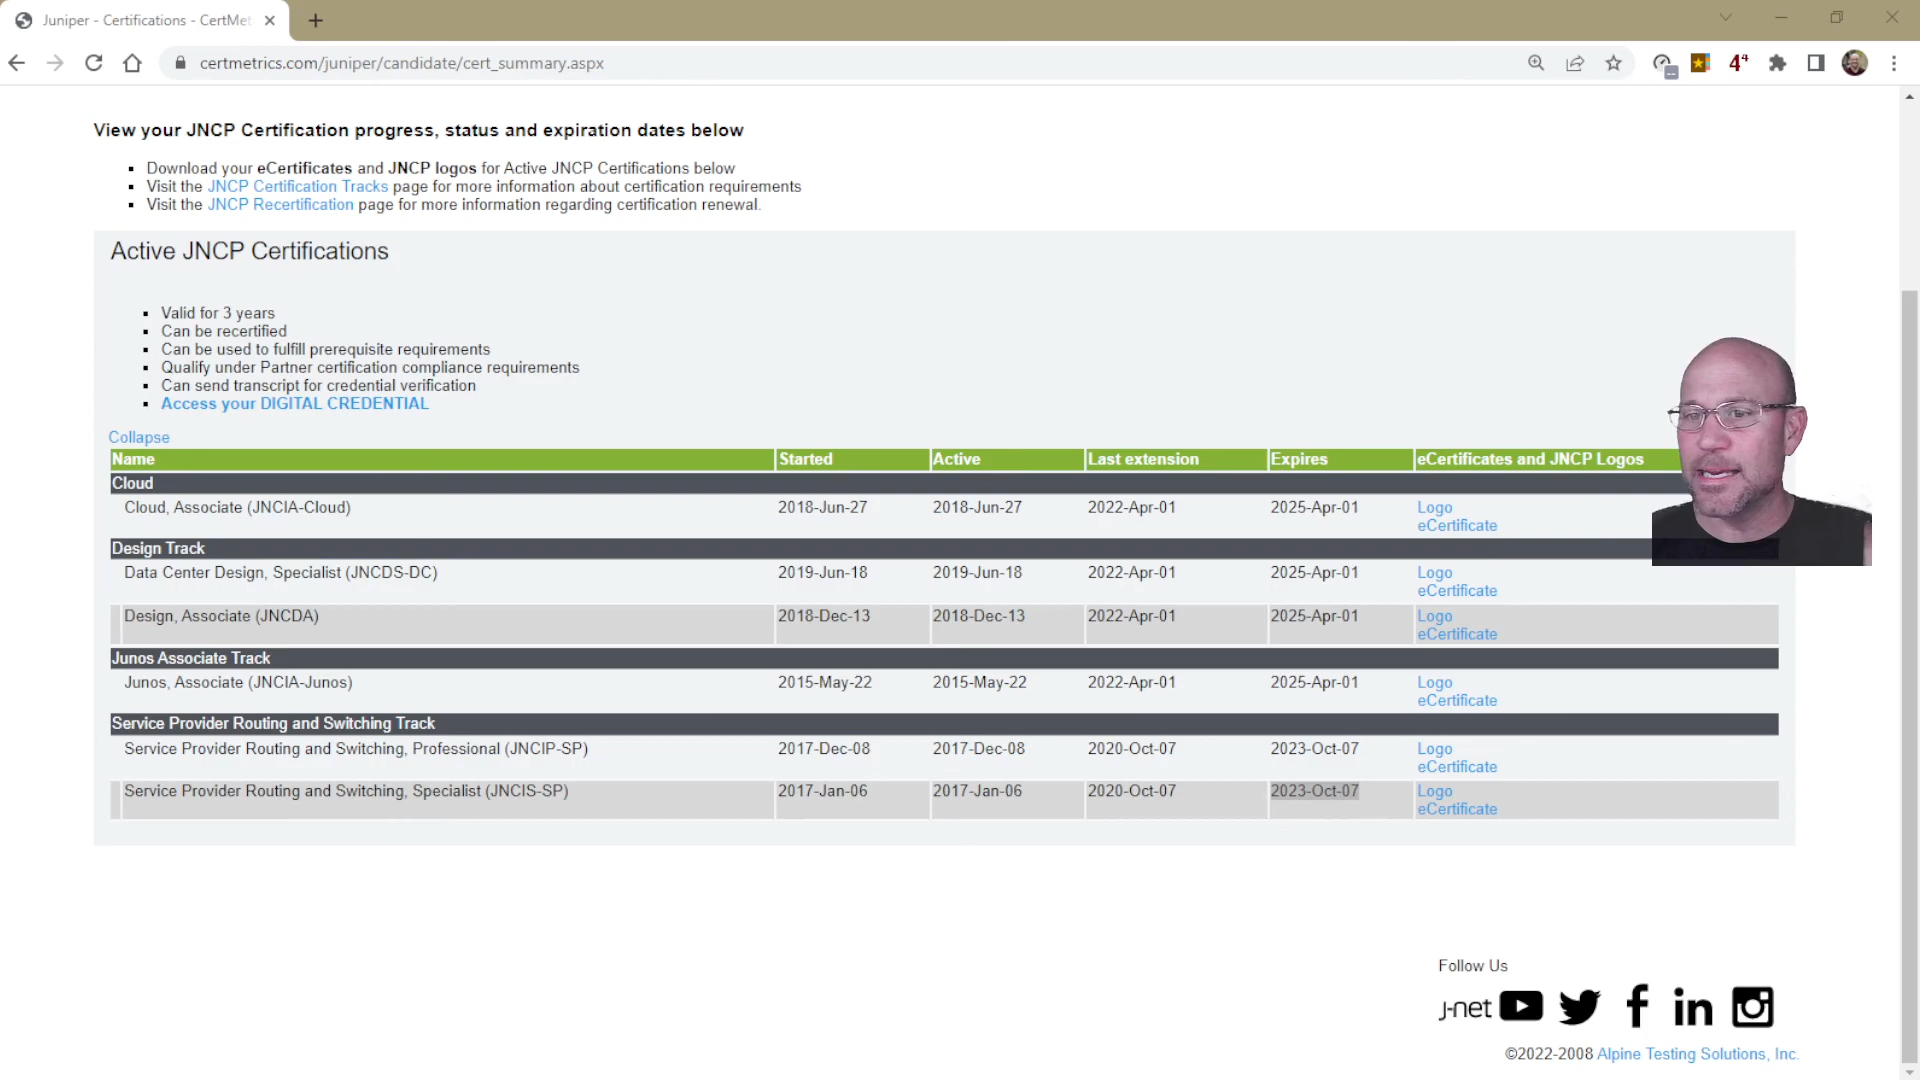 Juniper - Certifications - CertMet
certmetrics.com/juniper/candidate/cert_summary.aspx
4⁴
View your JNCP Certification progress, status and expiration dates below
Download your eCertificates and JNCP logos for Active JNCP Certifications below
Visit the JNCP Certification Tracks page for more information about certification requirements
Visit the JNCP Recertification page for more information regarding certification renewal.
Active JNCP Certifications
Valid for 3 years
Can be recertified
Can be used to fulfill prerequisite requirements
Qualify under Partner certification compliance requirements
Can send transcript for credential verification
Access your DIGITAL CREDENTIAL
Collapse
Name Started Active Last extension Expires eCertificates and JNCP Logos
Cloud
Cloud, Associate (JNCIA-Cloud) 2018-Jun-27 2018-Jun-27 2022-Apr-01 2025-Apr-01 Logo
eCertificate
Design Track
Data Center Design, Specialist (JNCDS-DC) 2019-Jun-18 2019-Jun-18 2022-Apr-01 2025-Apr-01 Logo
eCertificate
Design, Associate (JNCDA) 2018-Dec-13 2018-Dec-13 2022-Apr-01 2025-Apr-01 Logo
eCertificate
Junos Associate Track
Junos, Associate (JNCIA-Junos) 2015-May-22 2015-May-22 2022-Apr-01 2025-Apr-01 Logo
eCertificate
Service Provider Routing and Switching Track
Service Provider Routing and Switching, Professional (JNCIP-SP) 2017-Dec-08 2017-Dec-08 2020-Oct-07 2023-Oct-07 Logo
eCertificate
Service Provider Routing and Switching, Specialist (JNCIS-SP) 2017-Jan-06 2017-Jan-06 2020-Oct-07 2023-Oct-07 Logo
eCertificate
Follow Us
J-net
©2022-2008 Alpine Testing Solutions, Inc.